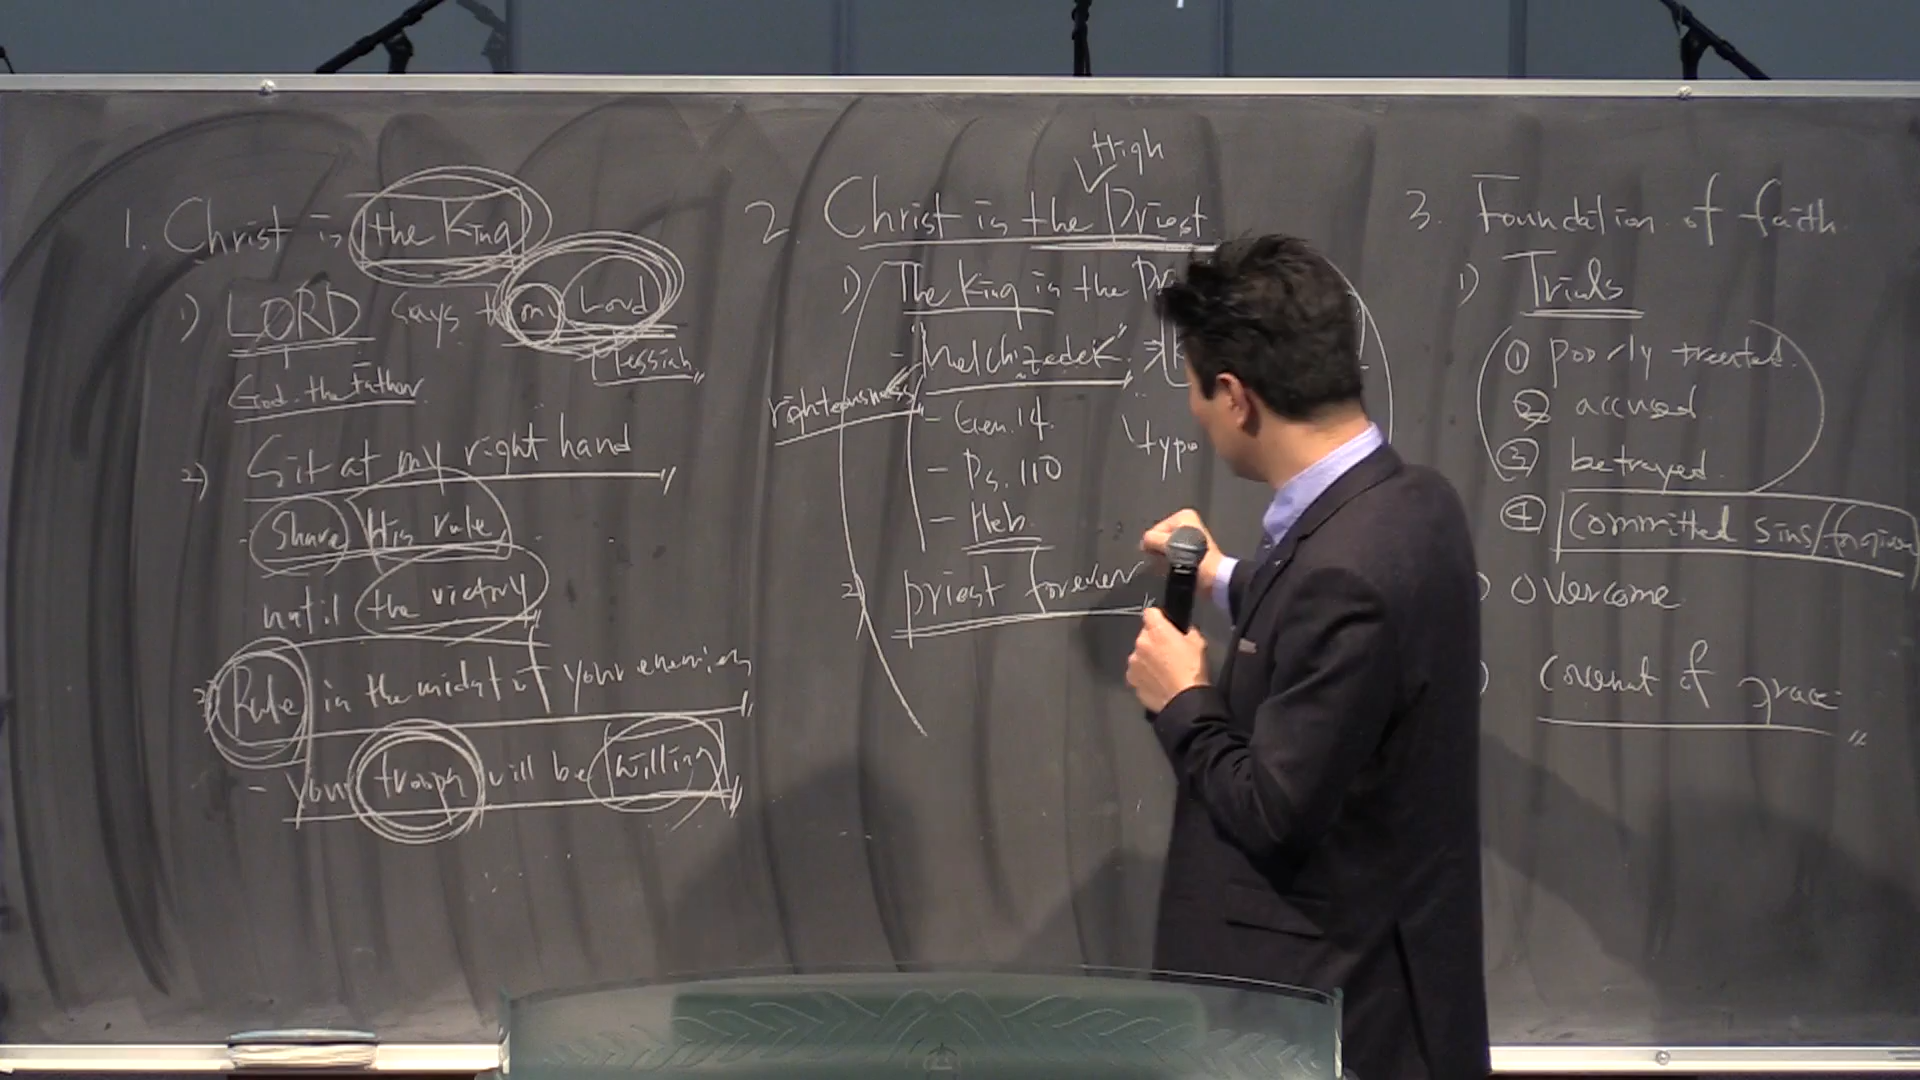 1. Christ is the King
1) LORD says to my Lord
Messiah"
God the Father
2) Sit at my right hand"
- Share His rule
until the victory"
3) Rule in the midst of your enemies"
- Your troops will be willing"
High
2. Christ is the Priest
1) The King is the
- "Melchizedek"
righteousness
- Gen. 14.
type
- Ps. 110
- Heb.
2) priest forever"
3. Foundation of faith
1) Trials
① poorly treated.
② accused
③ betrayed.
④ committed sins/
) Overcome
) Covenat of grace"